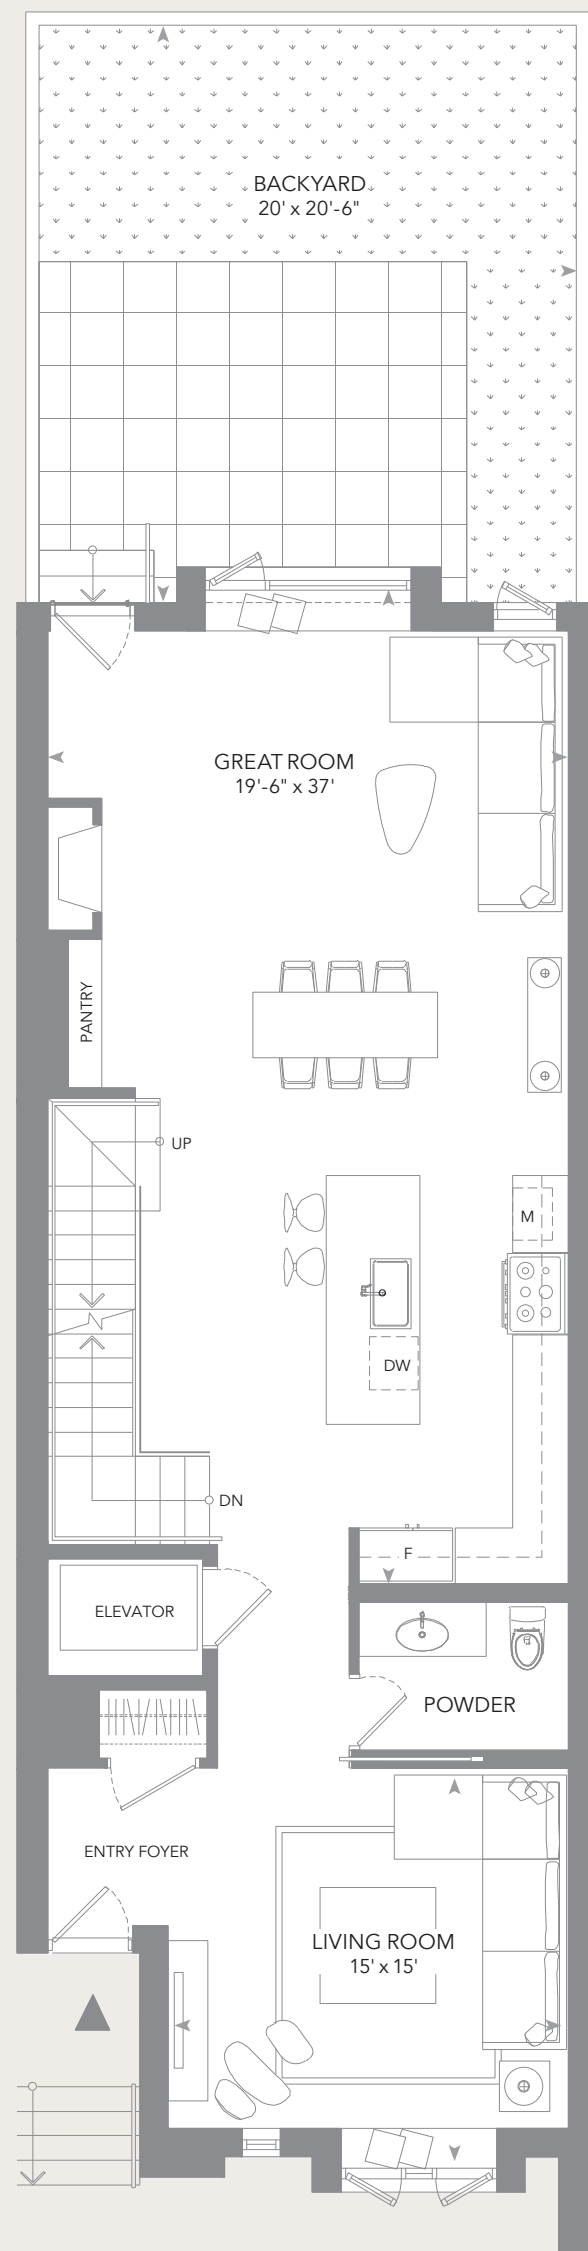 BACKYARD
20' x 20'-6"
GREAT ROOM
19'-6" x 37'
PANTRY
UP
M
DW
DN
F
ELEVATOR
POWDER
ENTRY FOYER
LIVING ROOM
15' x 15'